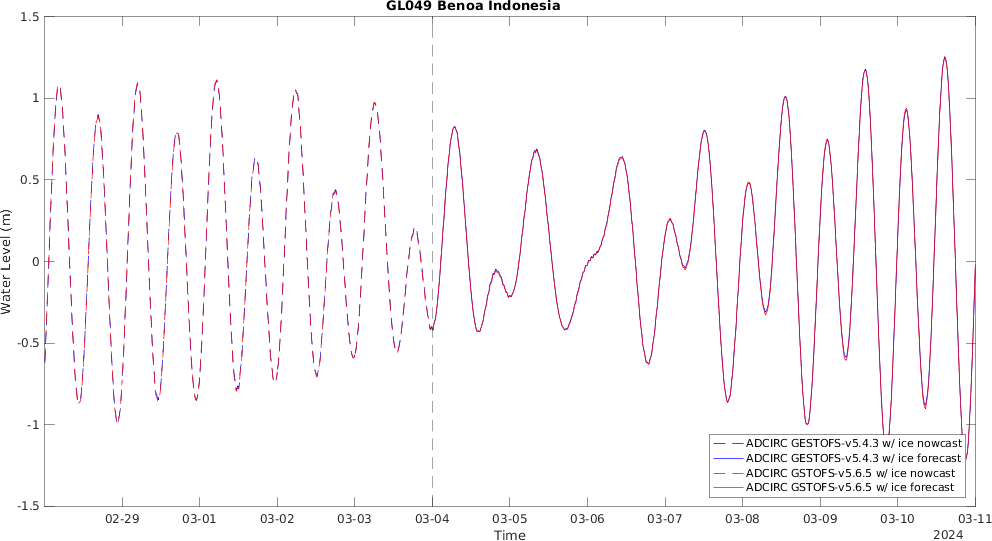 GL049 Benoa Indonesia
1.5
1
0.5
0
-0.5
-1
-1.5
Water Level (m)
ADCIRC GESTOFS-v5.4.3 w/ ice nowcast
ADCIRC GESTOFS-v5.4.3 w/ ice forecast
ADCIRC GSTOFS-v5.6.5 w/ ice nowcast
ADCIRC GSTOFS-v5.6.5 w/ ice forecast
02-29 03-01 03-02 03-03 03-04 03-05 03-06 03-07 03-08 03-09 03-10 03-11
Time
2024